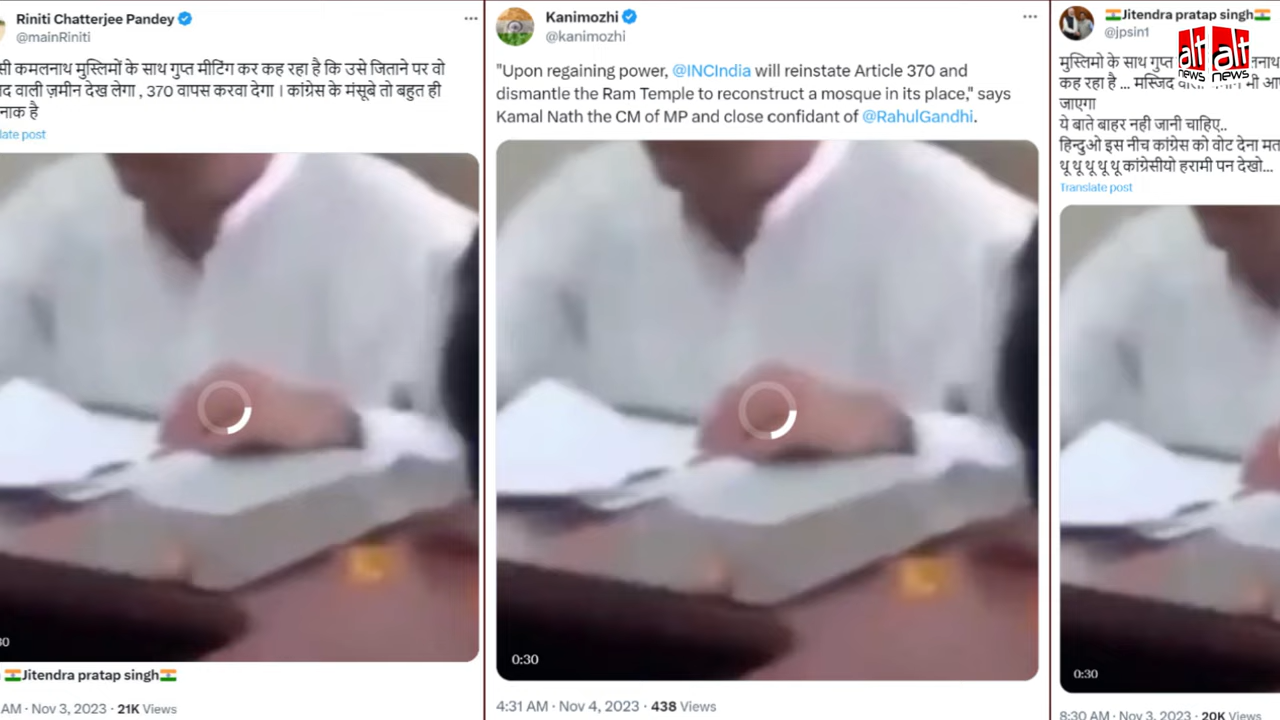 Riniti Chatterjee Pandey
@mainRiniti
सी कमलनाथ मुस्लिमों के साथ गुप्त मीटिंग कर कह रहा है कि उसे जिताने पर वो
वाली ज़मीन देख लेगा , 370 वापस करवा देगा । कांग्रेस के मंसूबे तो बहुत ही
नाक है
late post
0:30
Jitendra pratap singh
AM · Nov 3, 2023 · 21K Views
Kanimozhi
@kanimozhi
"Upon regaining power, @INCIndia will reinstate Article 370 and
dismantle the Ram Temple to reconstruct a mosque in its place," says
Kamal Nath the CM of MP and close confidant of @RahulGandhi.
0:30
4:31 AM · Nov 4, 2023 · 438 Views
Jitendra pratap singh
@jpsin1
alt news alt news
मुस्लिमो के साथ गुप्त
कह रहा है ... मस्जिद भी
जाएगा
ये बाते बाहर नही जानी चाहिए..
हिन्दुओ इस नीच कांग्रेस को वोट देना मत
थू थू थू थू थू कांग्रेसीयो हरामी पन देखो...
Translate post
0:30
8:30 AM · Nov 3, 2023 · 20K Views